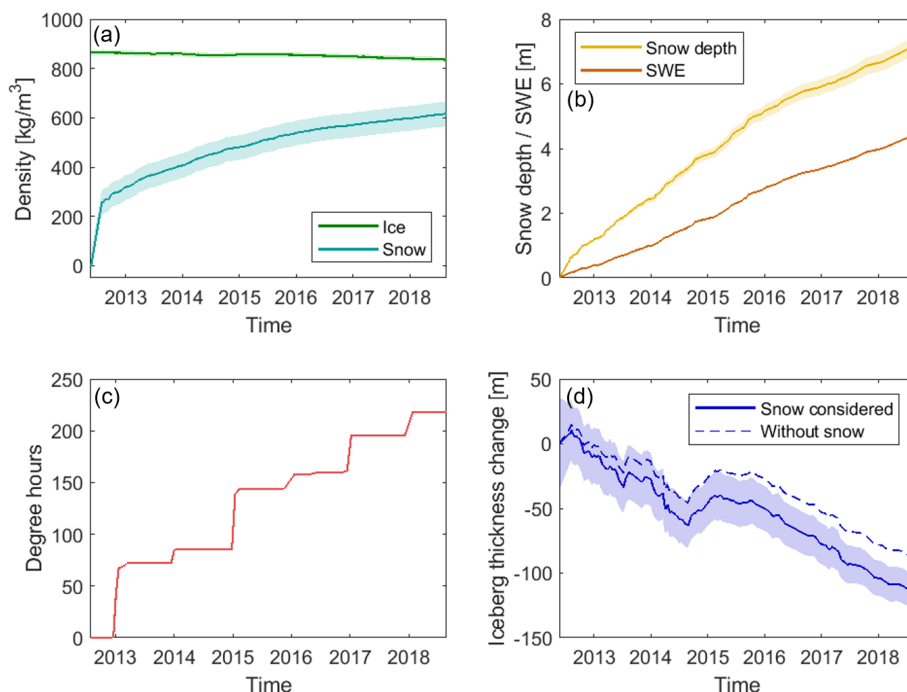 (a)
1000
800
600
400
200
0
Density [kg/m³]
Ice
Snow
2013 2014 2015 2016 2017 2018
Time
(b)
8
6
4
2
0
Snow depth / SWE [m]
Snow depth
SWE
2013 2014 2015 2016 2017 2018
Time
(c)
250
200
150
100
50
0
Degree hours
2013 2014 2015 2016 2017 2018
Time
(d)
50
0
-50
-100
-150
Iceberg thickness change [m]
Snow considered
Without snow
2013 2014 2015 2016 2017 2018
Time